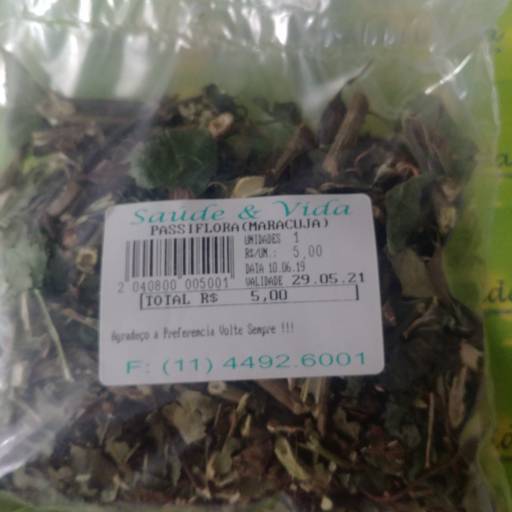 Saúde & Vida
PASSIFLORA(MARACUJA)
UNIDADES 1
R$/UN.: 5,00
DATA 10.06.19
2 040800 005001 VALIDADE 29.05.21
[TOTAL R$ 5,00 ]
Agradeço a Preferencia Volte Sempre !!!
F: (11) 4492.6001